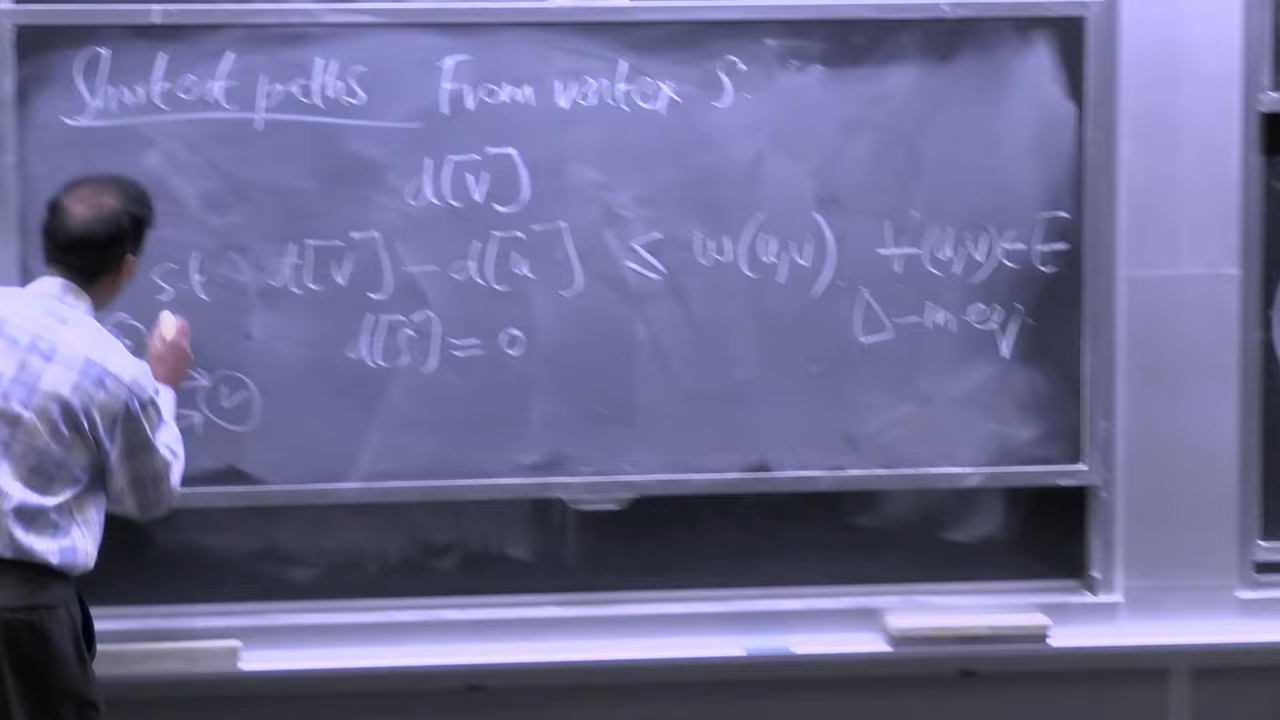 Shortest paths From vertex S.
d[v]
s.t. d[v] - d[u] ≤ w(u,v) ∀(u,v)∈E
d[s] = 0 Δ-ineq
v